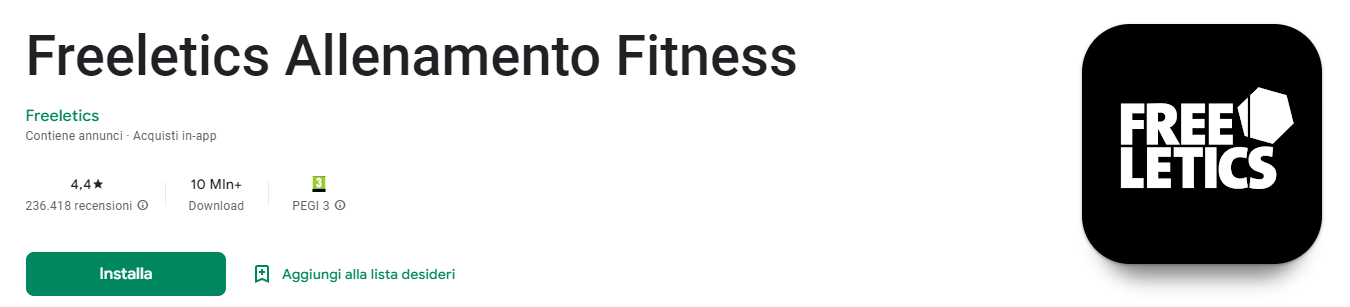 Freeletics Allenamento Fitness
Freeletics
Contiene annunci · Acquisti in-app
4,4★
236.418 recensioni
10 Mln+
Download
3
PEGI 3
Installa
Aggiungi alla lista desideri
FREE
LETICS